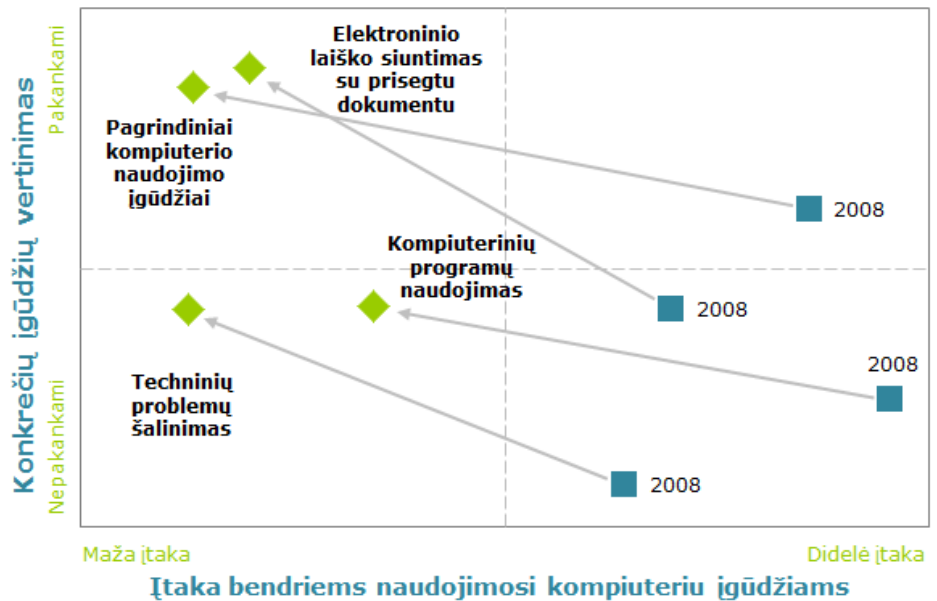 Konkrečių įgūdžių vertinimas
Pakankami
Nepakankami
Elektroninio
laiško siuntimas
su prisegtu
dokumentu
Pagrindiniai
kompiuterio
naudojimo
įgūdžiai
2008
Kompiuterinių
programų
naudojimas
2008
2008
Techninių
problemų
šalinimas
2008
Maža įtaka
Didelė įtaka
Įtaka bendriems naudojimosi kompiuteriu įgūdžiams